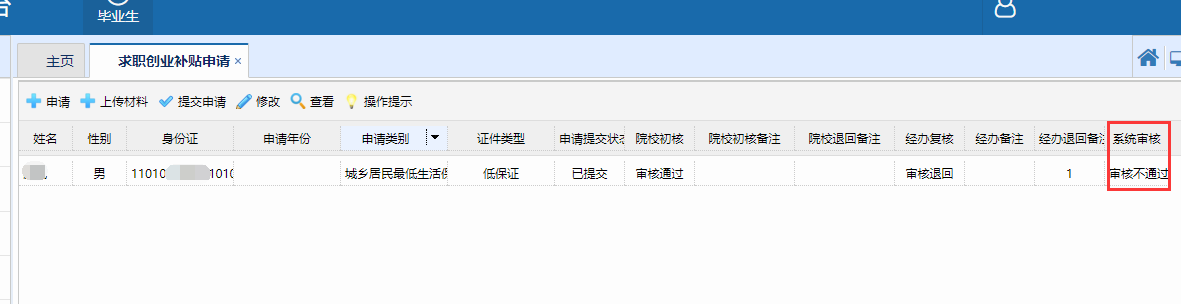 毕业生
主页
求职创业补贴申请 ×
申请 上传材料 提交申请 修改 查看 操作提示
姓名 性别 身份证 申请年份 申请类别 证件类型 申请提交状态 院校初核 院校初核备注 院校退回备注 经办复核 经办备注 经办退回备注 系统审核
男 11010 1010 城乡居民最低生活保 低保证 已提交 审核通过 审核退回 1 审核不通过